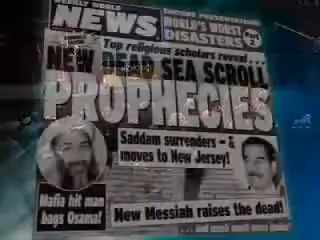 WEEKLY WORLD
NEWS
WORLD'S WORST
DISASTERS
Top religious scholars reveal...
NEW DEAD SEA SCROLL
PROPHECIES
Saddam surrenders – &
moves to New Jersey!
Mafia hit man
bags Osama!
New Messiah raises the dead!